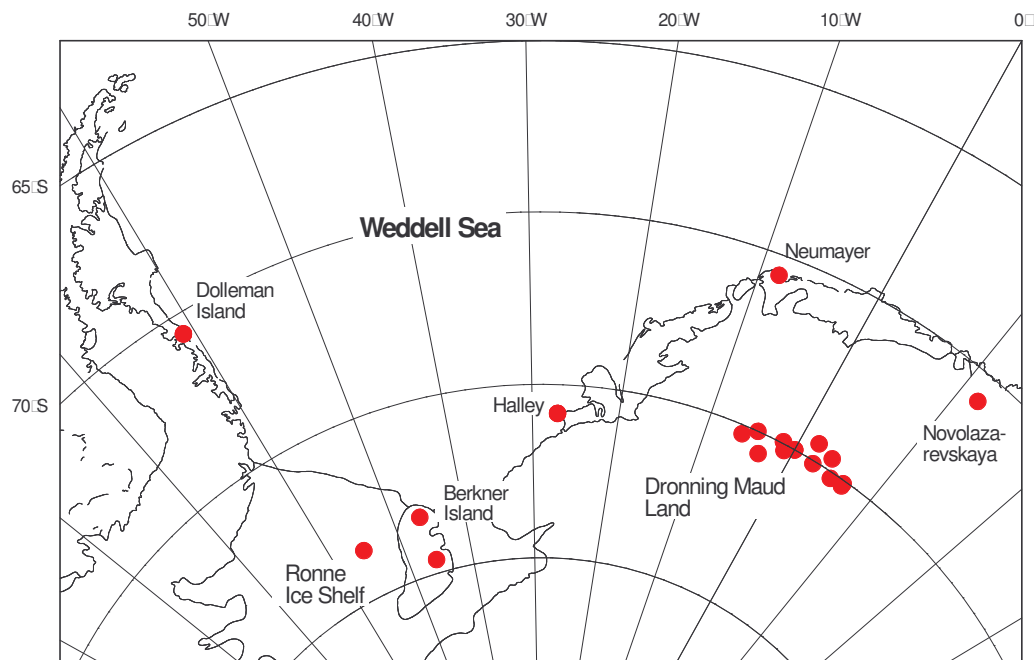 50▯W 40▯W 30▯W 20▯W 10▯W 0▯
65▯S
Weddell Sea
Neumayer
Dolleman
Island
70▯S
Halley
Novolaza-
revskaya
Dronning Maud
Land
Berkner
Island
Ronne
Ice Shelf